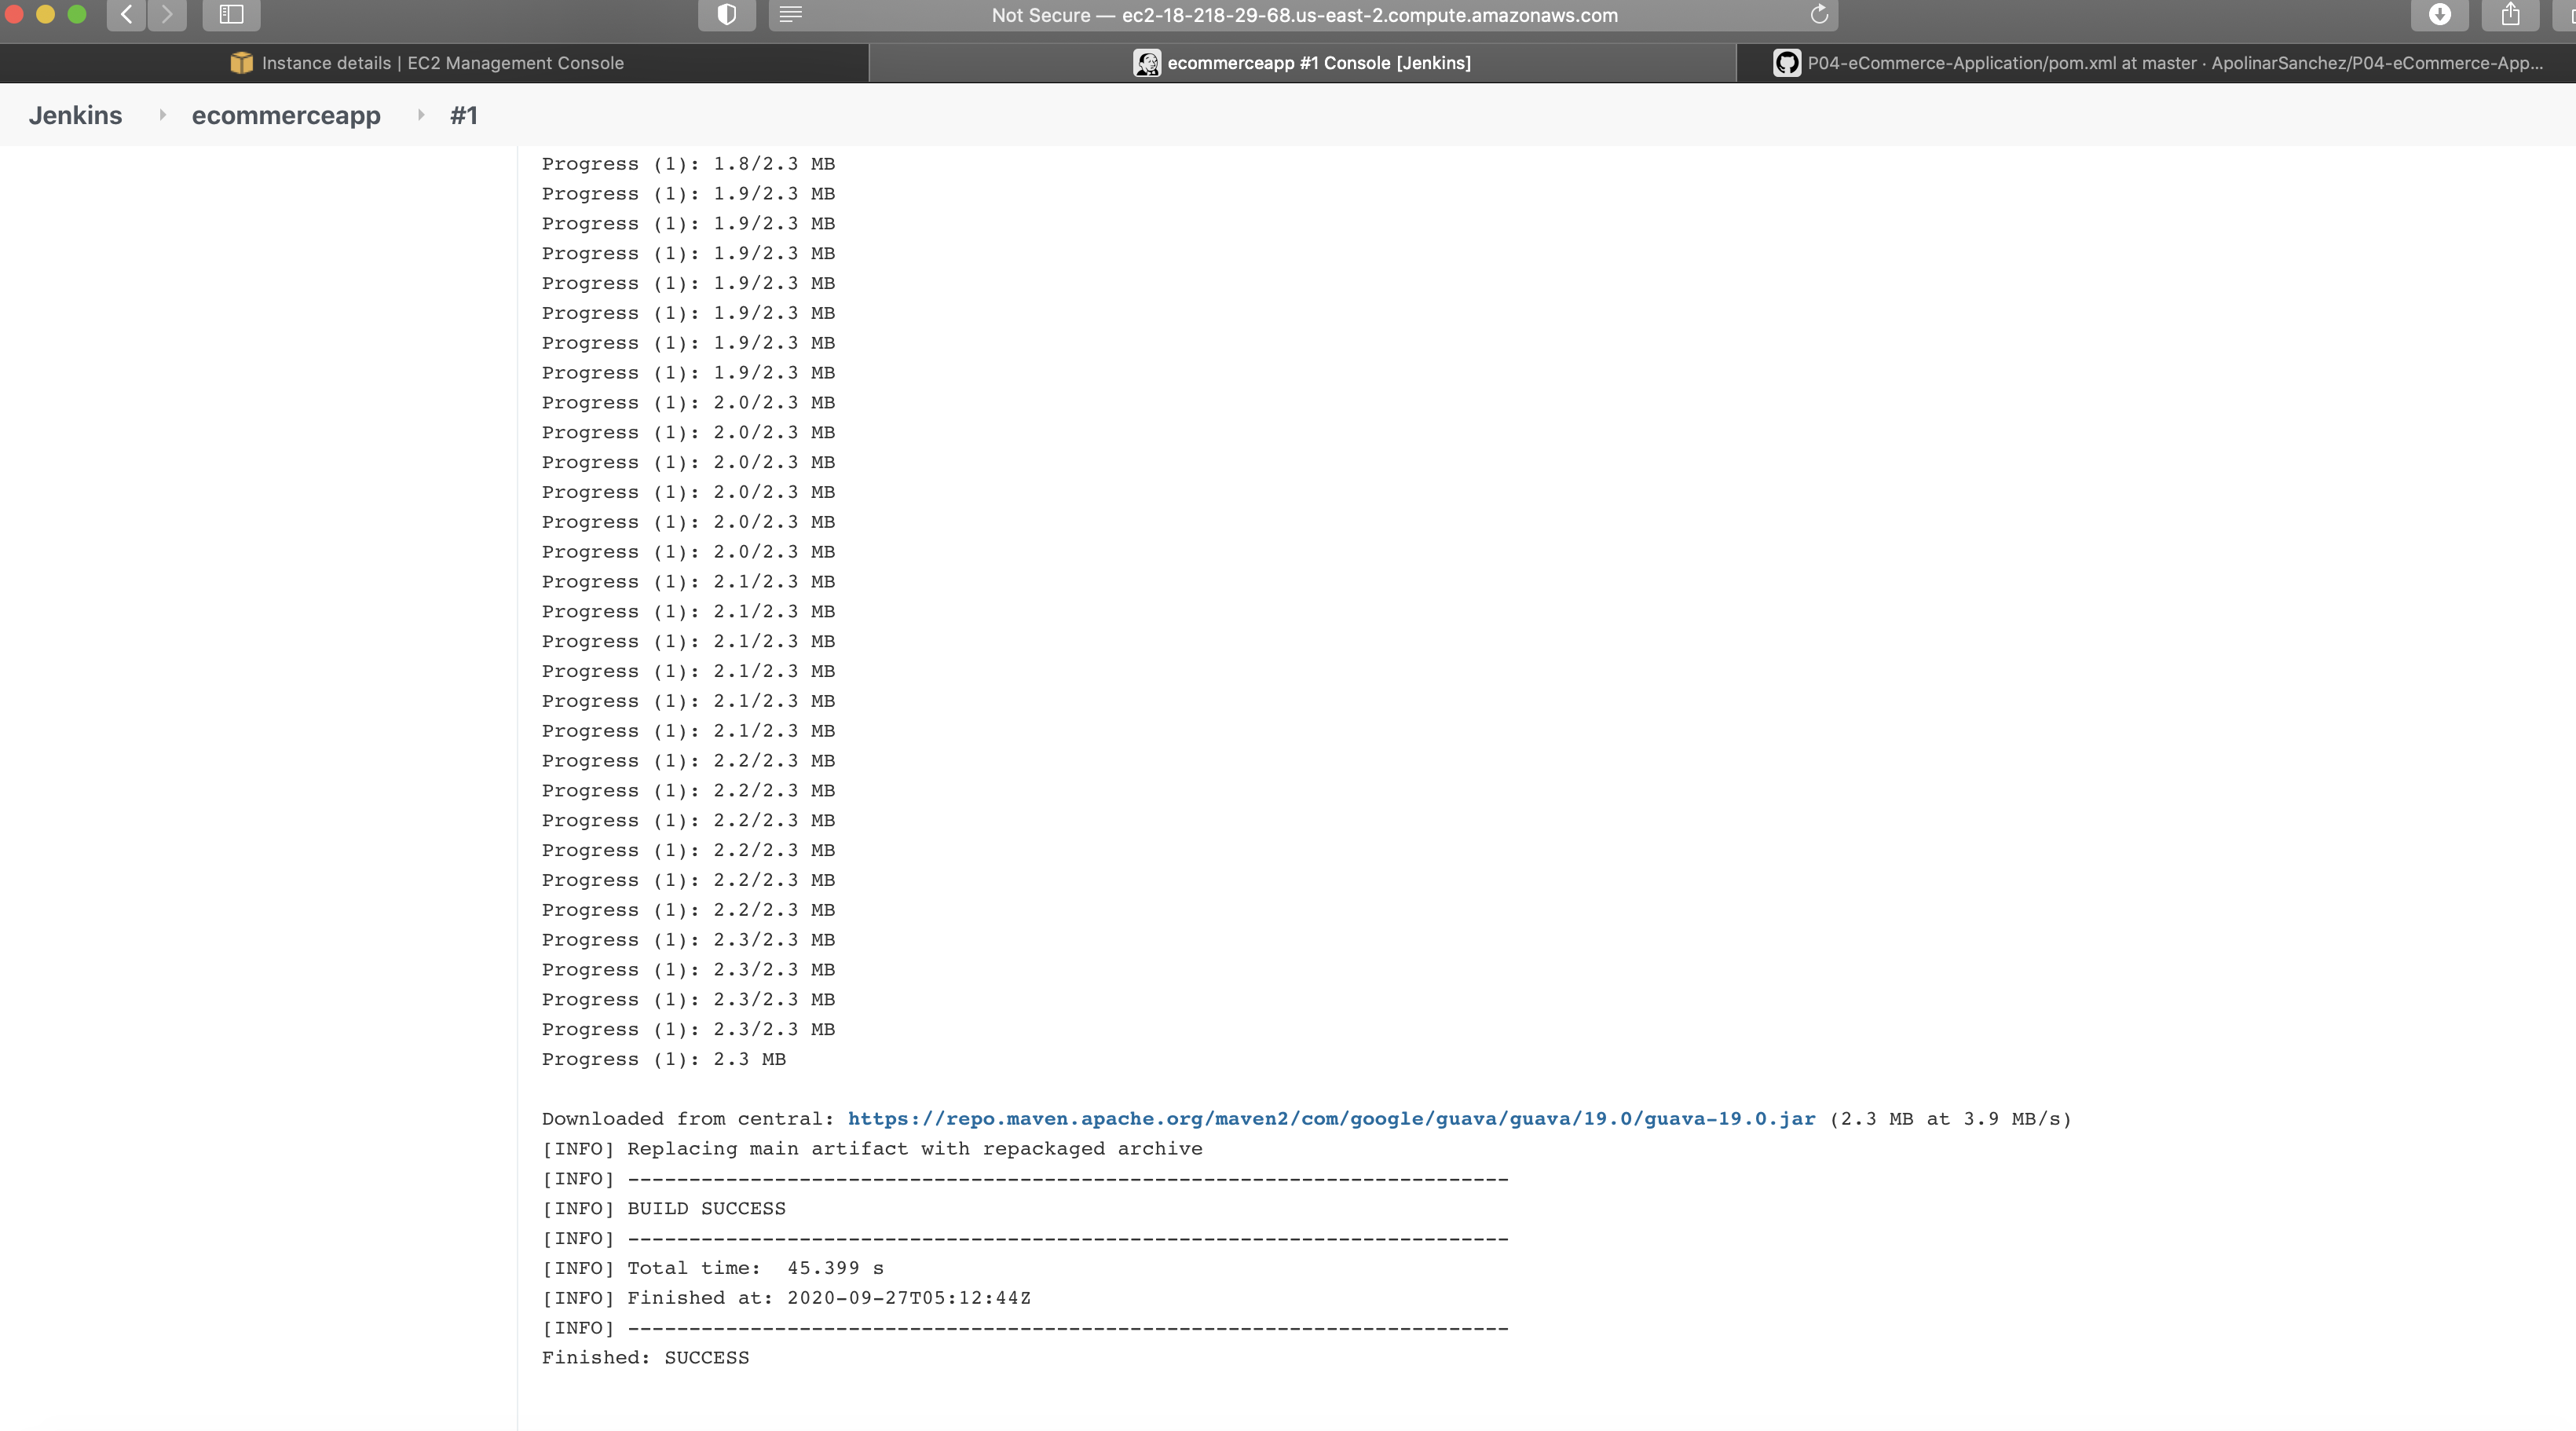 Not Secure — ec2-18-218-29-68.us-east-2.compute.amazonaws.com
Instance details | EC2 Management Console
ecommerceapp #1 Console [Jenkins]
P04-eCommerce-Application/pom.xml at master · ApolinarSanchez/P04-eCommerce-App...
Jenkins ecommerceapp #1
Progress (1): 1.8/2.3 MB
Progress (1): 1.9/2.3 MB
Progress (1): 1.9/2.3 MB
Progress (1): 1.9/2.3 MB
Progress (1): 1.9/2.3 MB
Progress (1): 1.9/2.3 MB
Progress (1): 1.9/2.3 MB
Progress (1): 1.9/2.3 MB
Progress (1): 2.0/2.3 MB
Progress (1): 2.0/2.3 MB
Progress (1): 2.0/2.3 MB
Progress (1): 2.0/2.3 MB
Progress (1): 2.0/2.3 MB
Progress (1): 2.0/2.3 MB
Progress (1): 2.1/2.3 MB
Progress (1): 2.1/2.3 MB
Progress (1): 2.1/2.3 MB
Progress (1): 2.1/2.3 MB
Progress (1): 2.1/2.3 MB
Progress (1): 2.1/2.3 MB
Progress (1): 2.2/2.3 MB
Progress (1): 2.2/2.3 MB
Progress (1): 2.2/2.3 MB
Progress (1): 2.2/2.3 MB
Progress (1): 2.2/2.3 MB
Progress (1): 2.2/2.3 MB
Progress (1): 2.3/2.3 MB
Progress (1): 2.3/2.3 MB
Progress (1): 2.3/2.3 MB
Progress (1): 2.3/2.3 MB
Progress (1): 2.3 MB
Downloaded from central: https://repo.maven.apache.org/maven2/com/google/guava/guava/19.0/guava-19.0.jar (2.3 MB at 3.9 MB/s)
[INFO] Replacing main artifact with repackaged archive
[INFO] ------------------------------------------------------------------------
[INFO] BUILD SUCCESS
[INFO] ------------------------------------------------------------------------
[INFO] Total time:  45.399 s
[INFO] Finished at: 2020-09-27T05:12:44Z
[INFO] ------------------------------------------------------------------------
Finished: SUCCESS